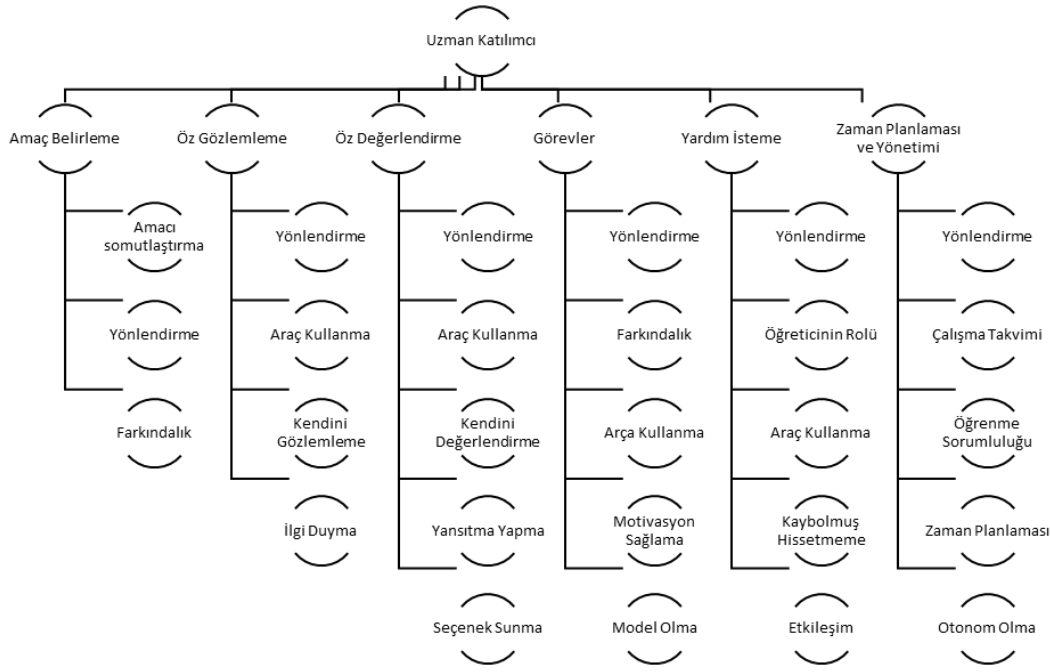 Uzman Katılımcı
Amaç Belirleme
Öz Gözlemleme
Öz Değerlendirme
Görevler
Yardım İsteme
Zaman Planlaması
ve Yönetimi
Amacı
somutlaştırma
Yönlendirme
Farkındalık
Yönlendirme
Araç Kullanma
Kendini
Gözlemleme
İlgi Duyma
Yönlendirme
Araç Kullanma
Kendini
Değerlendirme
Yansıtma Yapma
Seçenek Sunma
Yönlendirme
Farkındalık
Arça Kullanma
Motivasyon
Sağlama
Model Olma
Yönlendirme
Öğreticinin Rolü
Araç Kullanma
Kaybolmuş
Hissetmeme
Etkileşim
Yönlendirme
Çalışma Takvimi
Öğrenme
Sorumluluğu
Zaman Planlaması
Otonom Olma